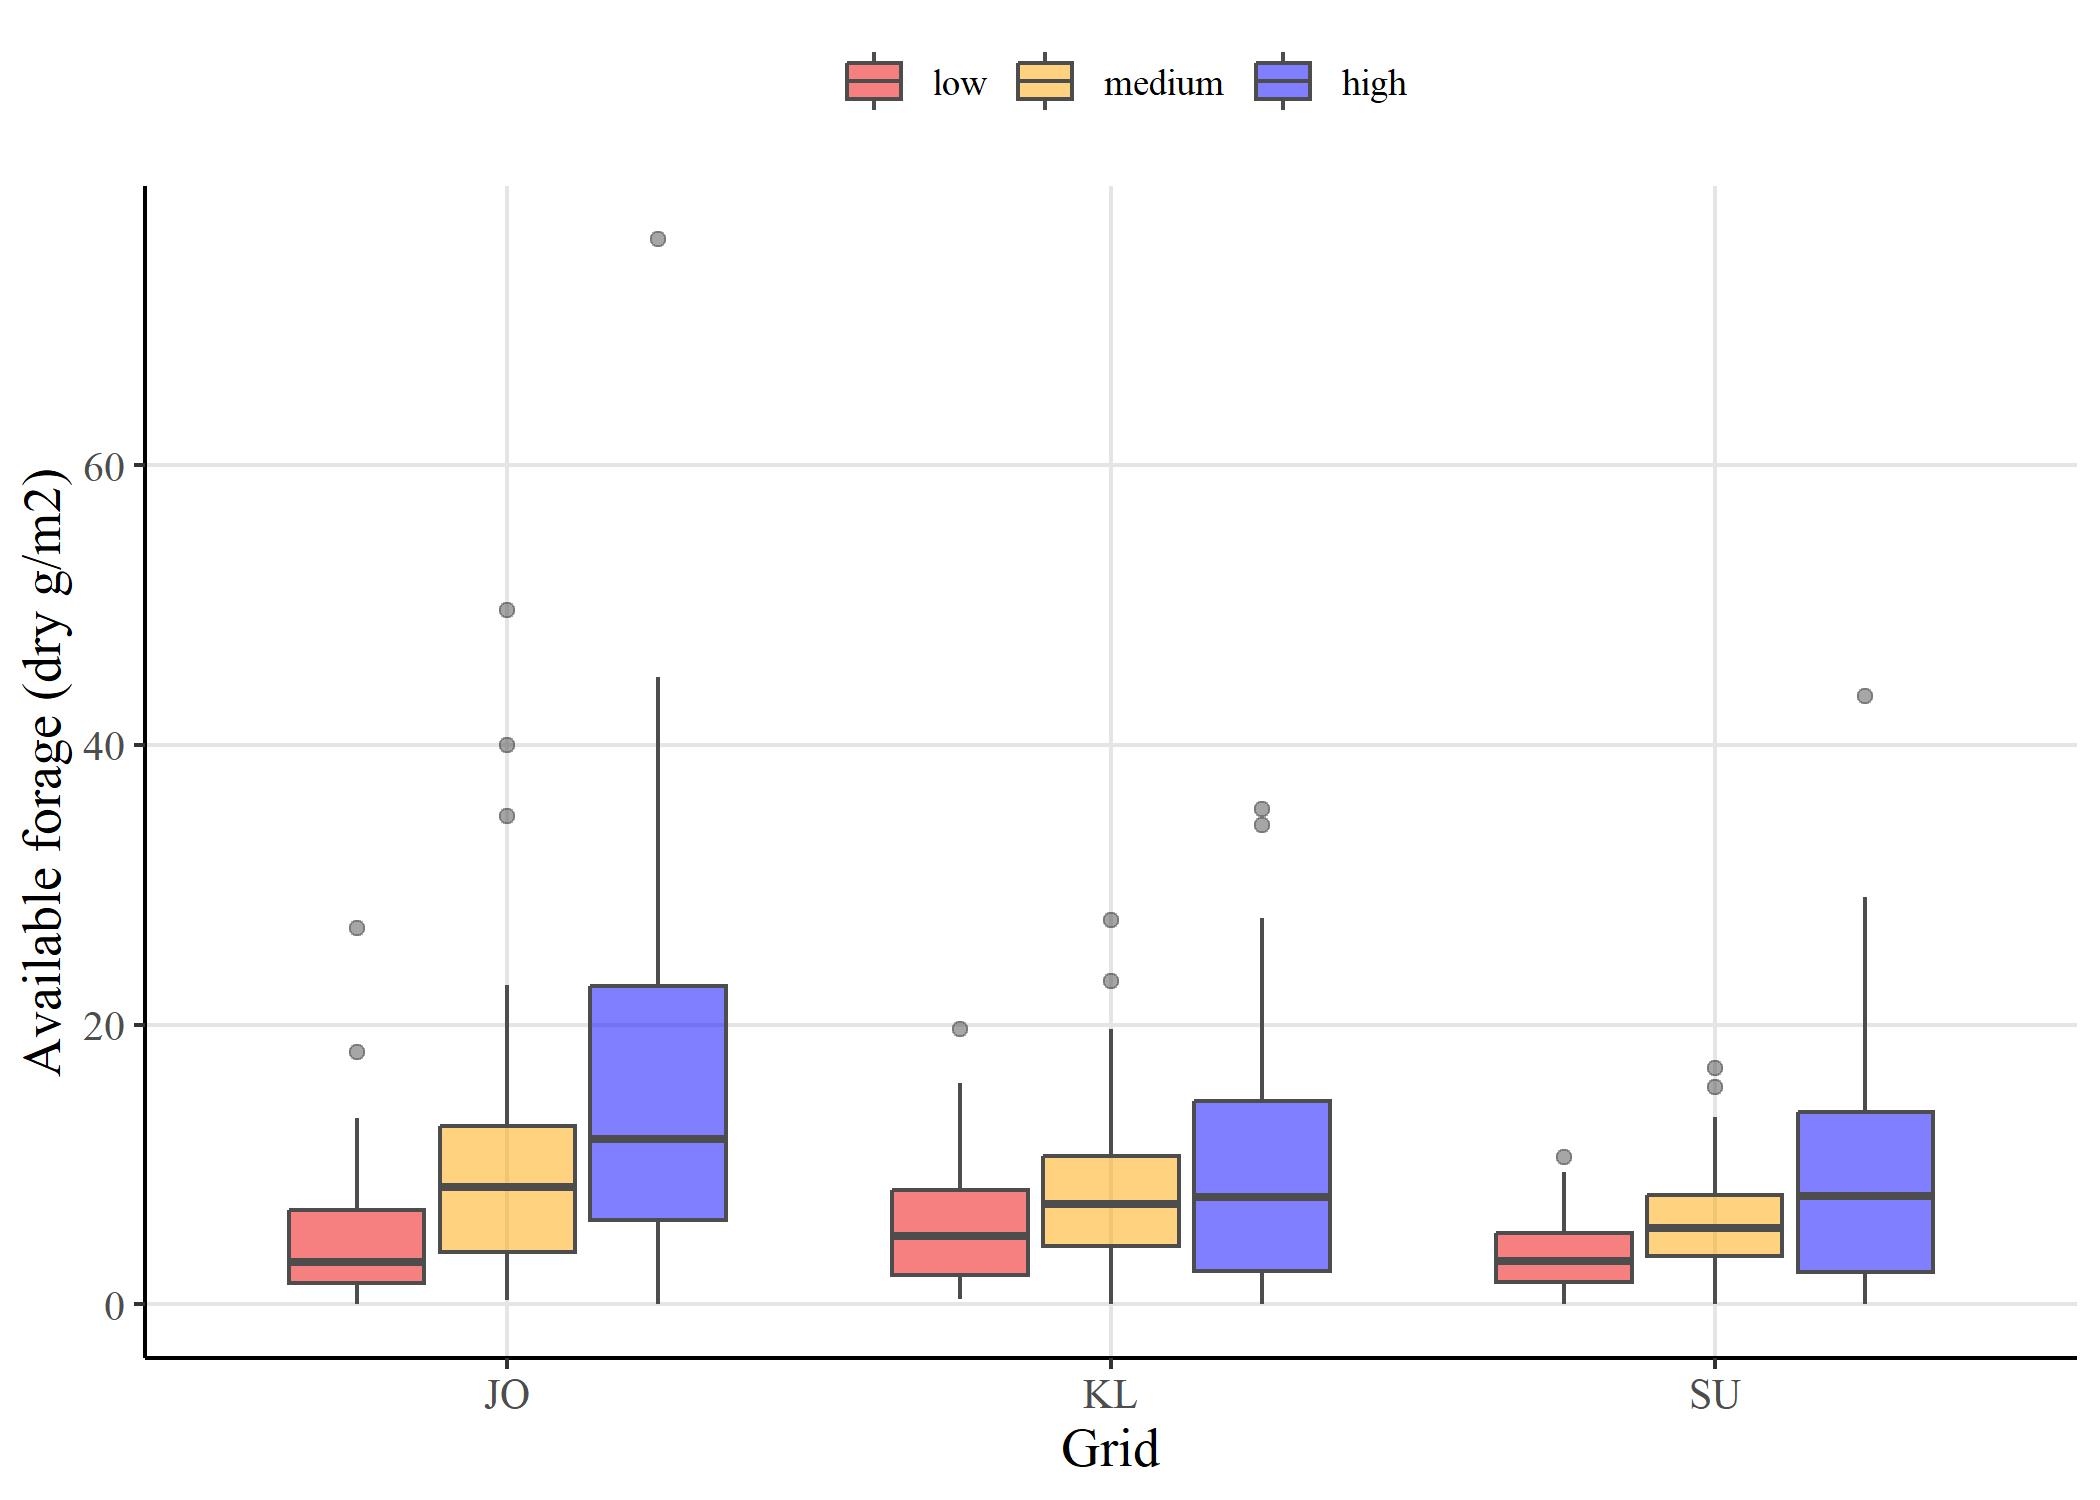 low medium high
Available forage (dry g/m2)
60
40
20
0
JO KL SU
Grid